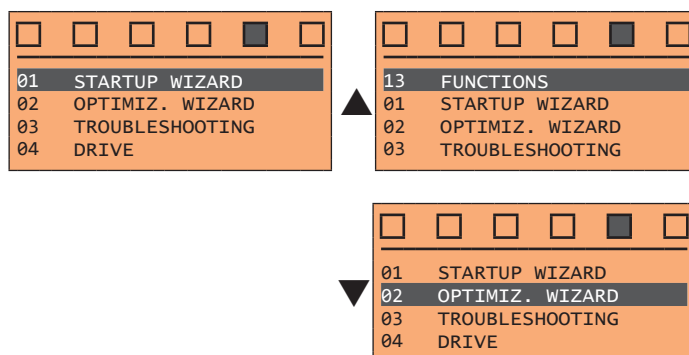 01 STARTUP WIZARD
02 OPTIMIZ. WIZARD
03 TROUBLESHOOTING
04 DRIVE
13 FUNCTIONS
01 STARTUP WIZARD
02 OPTIMIZ. WIZARD
03 TROUBLESHOOTING
01 STARTUP WIZARD
02 OPTIMIZ. WIZARD
03 TROUBLESHOOTING
04 DRIVE